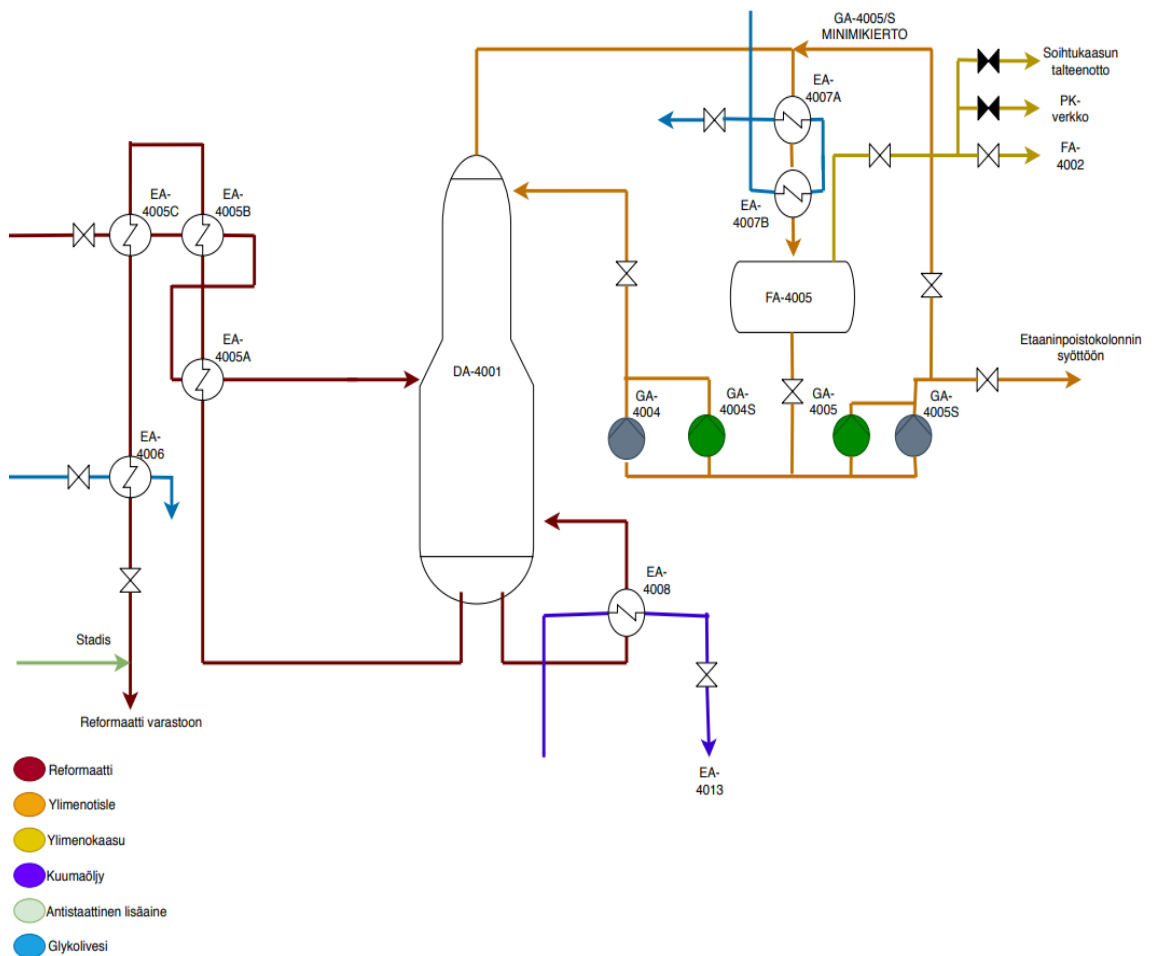 GA-4005/S
MINIMIKIERTO
Soihtukaasun
talteenotto
EA-
4007A
PK-
verkko
FA-
4002
EA-
4005C
EA-
4005B
EA-
4007B
FA-4005
EA-
4005A
DA-4001
Etaaninpoistokolonnin
syöttöön
GA-
4004
GA-
4004S
GA-
4005
GA-
4005S
EA-
4006
EA-
4008
Stadis
Reformaatti varastoon
EA-
4013
Reformaatti
Ylimenotisle
Ylimenokaasu
Kuumaöljy
Antistaattinen lisäaine
Glykolivesi